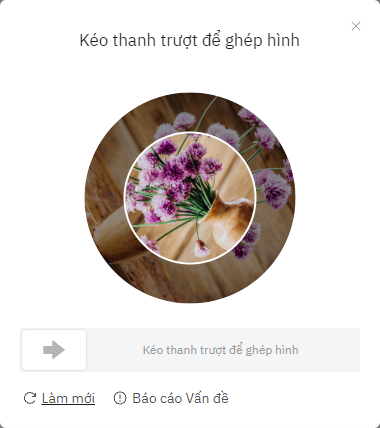 Kéo thanh trượt để ghép hình
Kéo thanh trượt để ghép hình
Làm mới
Báo cáo Vấn đề